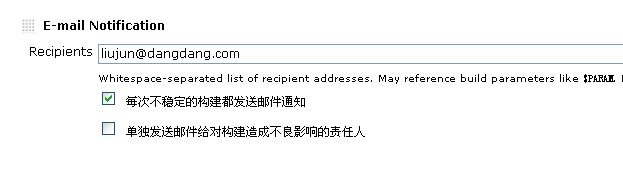 E-mail Notification
Recipients liujun@dangdang.com
Whitespace-separated list of recipient addresses. May reference build parameters like $PARAM.
每次不稳定的构建都发送邮件通知
单独发送邮件给对构建造成不良影响的责任人